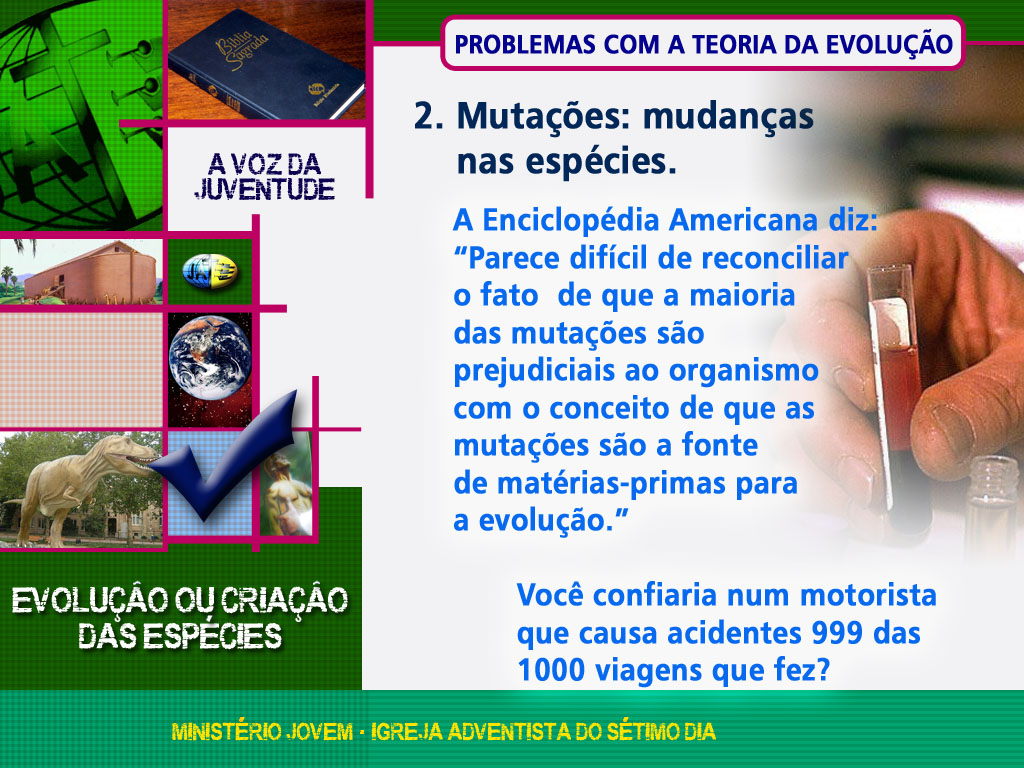 Bíblia
Sagrada
A VOZ DA
JUVENTUDE
PROBLEMAS COM A TEORIA DA EVOLUÇÃO
2. Mutações: mudanças
nas espécies.
A Enciclopédia Americana diz:
“Parece difícil de reconciliar
o fato  de que a maioria
das mutações são
prejudiciais ao organismo
com o conceito de que as
mutações são a fonte
de matérias-primas para
a evolução.”
Você confiaria num motorista
que causa acidentes 999 das
1000 viagens que fez?
EVOLUÇÃO OU CRIAÇÃO
DAS ESPÉCIES
MINISTÉRIO JOVEM - IGREJA ADVENTISTA DO SÉTIMO DIA